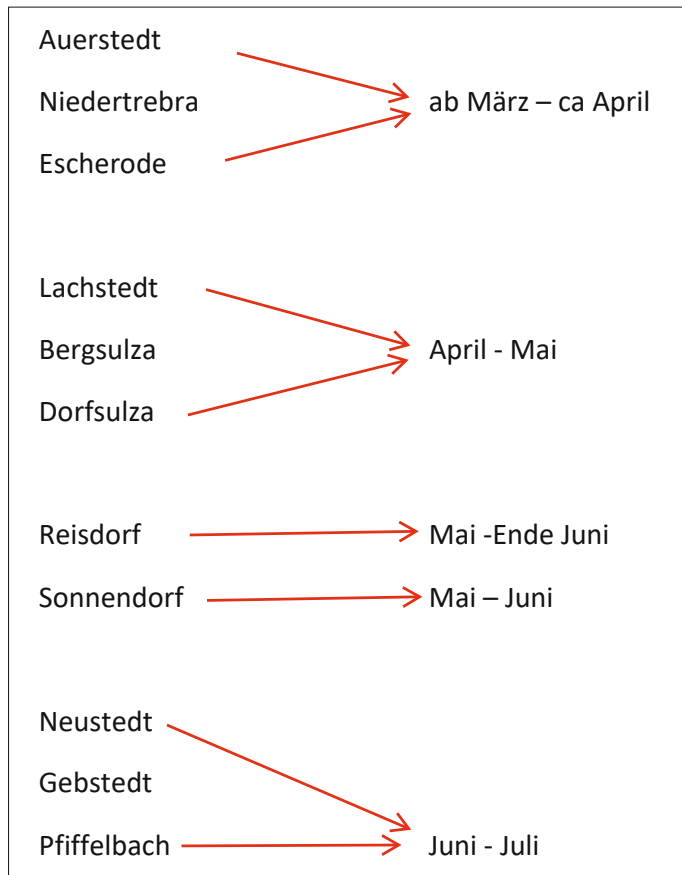 Auerstedt
Niedertrebra ab März – ca April
Escherode
Lachstedt
Bergsulza April - Mai
Dorfsulza
Reisdorf Mai -Ende Juni
Sonnendorf Mai – Juni
Neustedt
Gebstedt
Pfiffelbach Juni - Juli